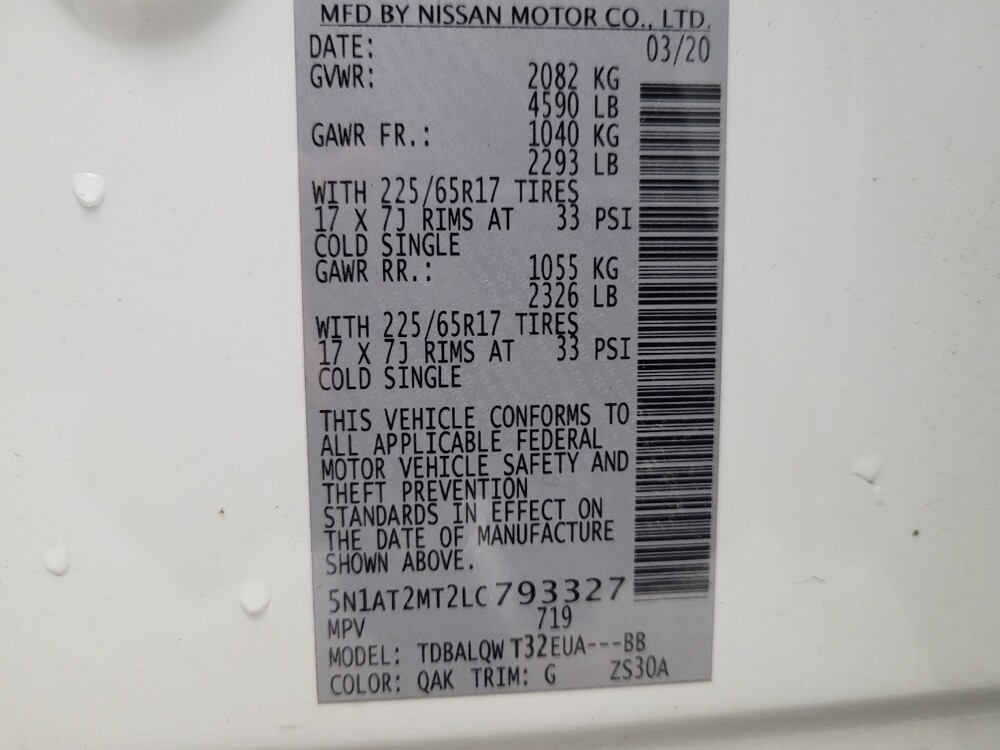 MFD BY NISSAN MOTOR CO., LTD.
DATE: 03/20
GVWR: 2082 KG
4590 LB
GAWR FR.: 1040 KG
2293 LB
WITH 225/65R17 TIRES
17 X 7J RIMS AT 33 PSI
COLD SINGLE
GAWR RR.: 1055 KG
2326 LB
WITH 225/65R17 TIRES
17 X 7J RIMS AT 33 PSI
COLD SINGLE
THIS VEHICLE CONFORMS TO
ALL APPLICABLE FEDERAL
MOTOR VEHICLE SAFETY AND
THEFT PREVENTION
STANDARDS IN EFFECT ON
THE DATE OF MANUFACTURE
SHOWN ABOVE.
5N1AT2MT2LC793327
MPV 719
MODEL: TDBALQW T32EUA---BB
COLOR: QAK TRIM: G ZS30A